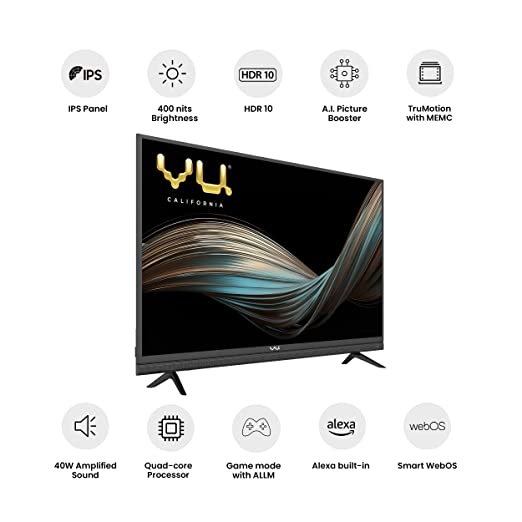 IPS
HDR 10
IPS Panel
400 nits
Brightness
HDR 10
A.I. Picture
Booster
TruMotion
with MEMC
VU
CALIFORNIA
VU
alexa
webOS
40W Amplified
Sound
Quad-core
Processor
Game mode
with ALLM
Alexa built-in
Smart WebOS